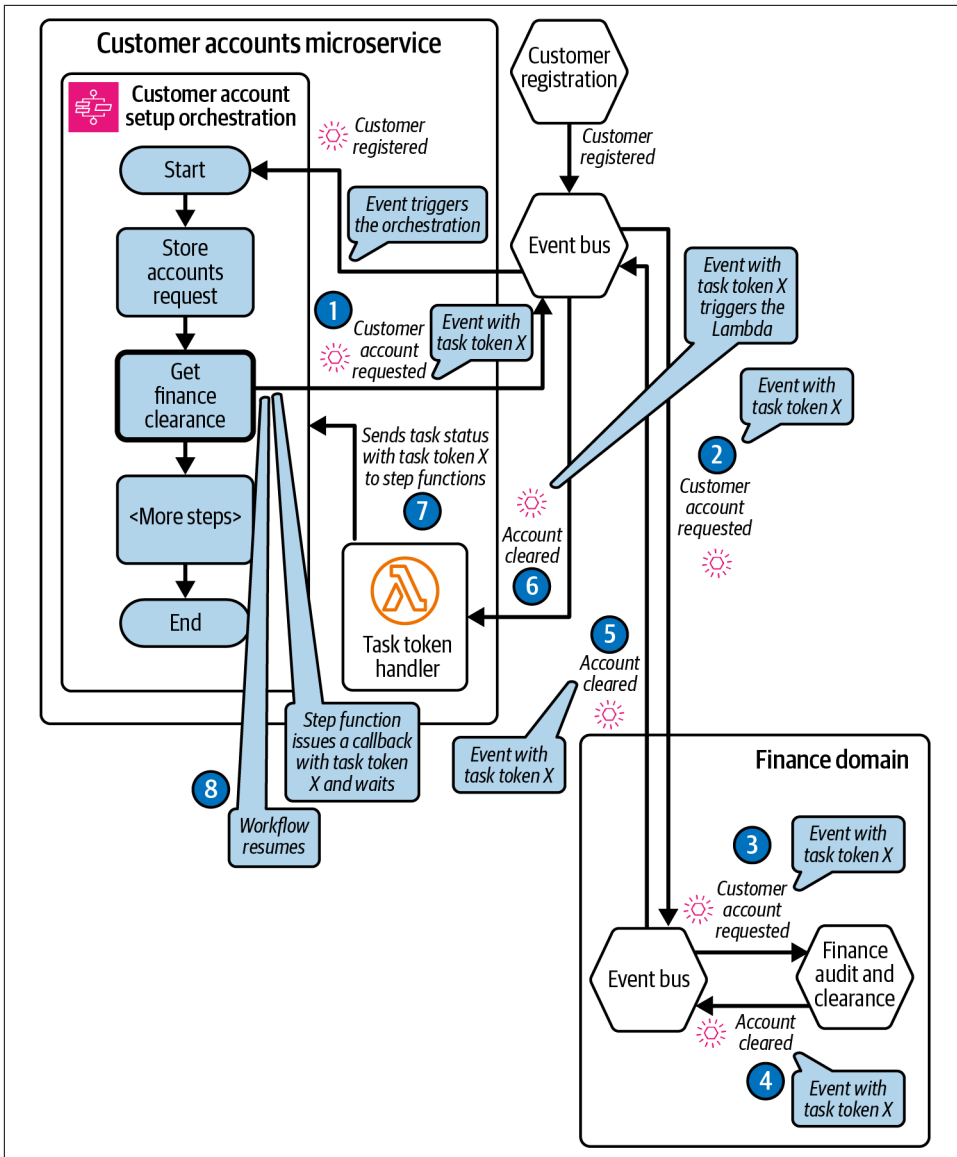 Customer accounts microservice
Customer account
setup orchestration
Customer
registered
Start
Event triggers
the orchestration
Store
accounts
request
1
Customer
account
requested
Event with
task token X
Get
finance
clearance
Sends task status
with task token X
to step functions
7
<More steps>
End
Task token
handler
Step function
issues a callback
with task token
X and waits
8
Workflow
resumes
Customer
registration
Customer
registered
Event bus
Event with
task token X
triggers the
Lambda
Event with
task token X
2
Customer
account
requested
Account
cleared
6
5
Account
cleared
Event with
task token X
Finance domain
3
Event with
task token X
Customer
account
requested
Event bus
Finance
audit and
clearance
Account
cleared
4
Event with
task token X